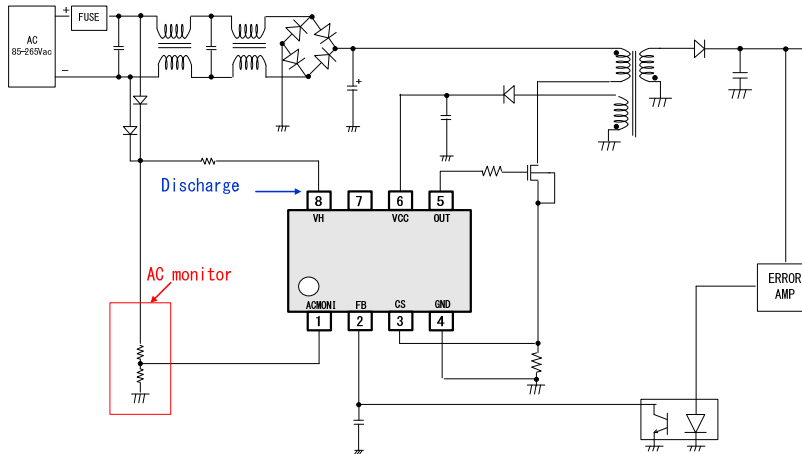 AC
85-265Vac
+
−
FUSE
+
Discharge
8
7
6
5
VH
VCC
OUT
AC monitor
ACMONI
FB
CS
GND
1
2
3
4
ERROR
AMP